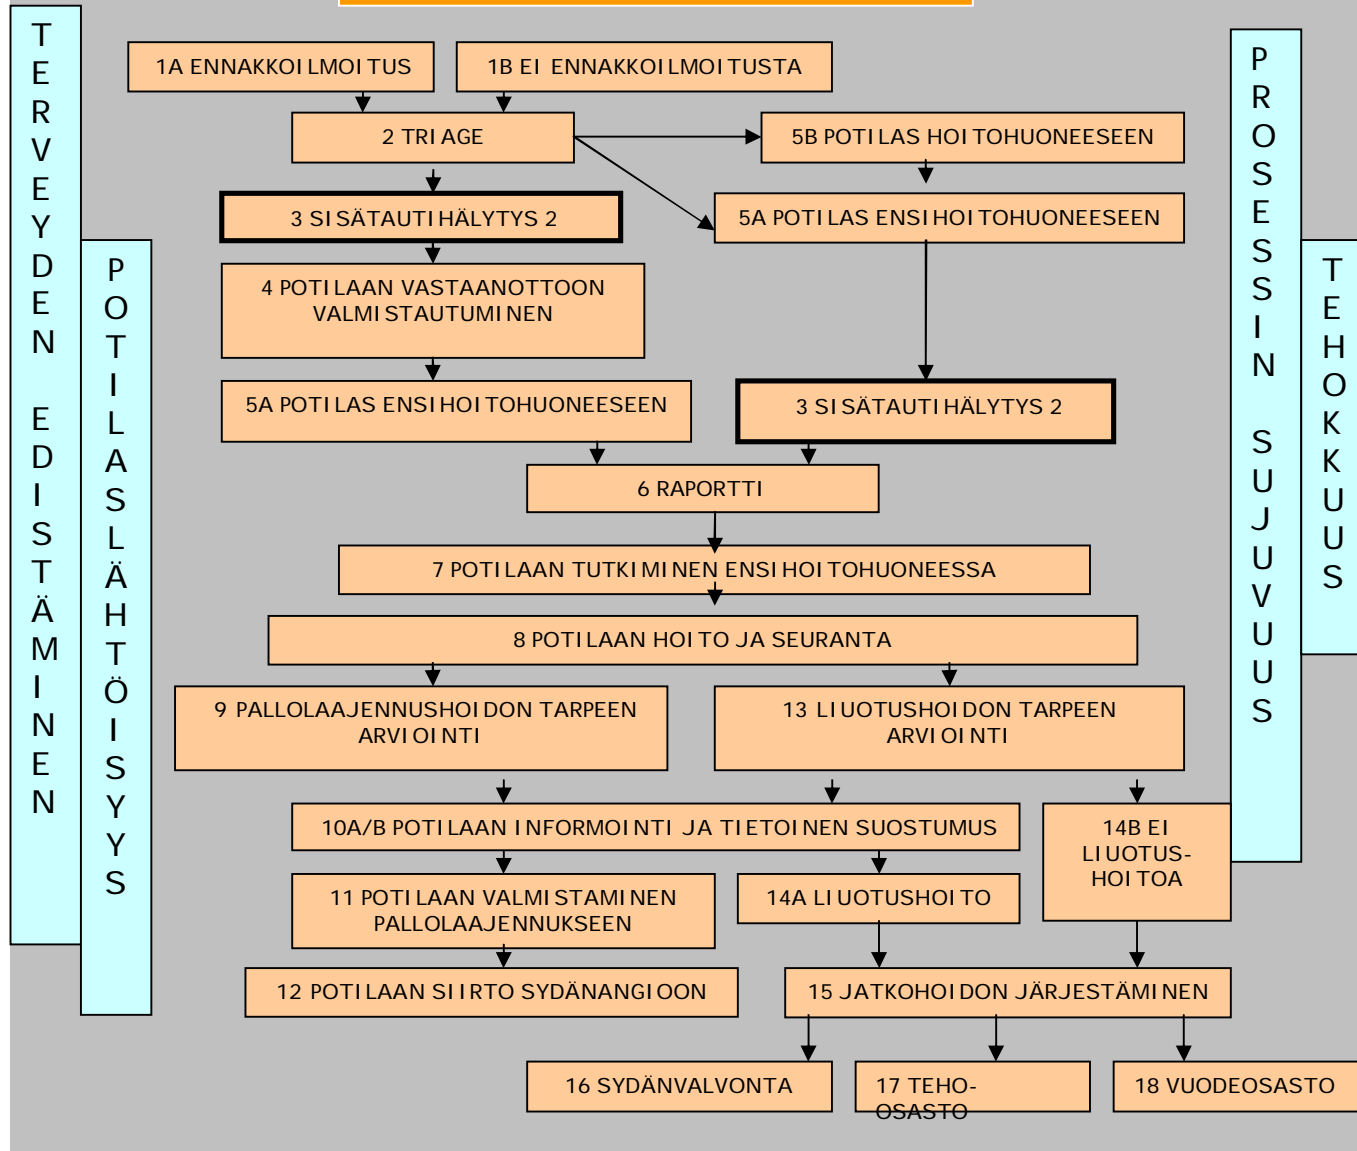 TERVEYDEN EDISTÄMINEN
POTILASLÄHTÖISYYS
1A ENNAKKOILMOITUS
1B EI ENNAKKOILMOITUSTA
2 TRIAGE
5B POTILAS HOITOHUONEESEEN
3 SISÄTAUTIHÄLYTYS 2
5A POTILAS ENSIHOITOHUONEESEEN
4 POTILAAN VASTAANOTTOON
VALMISTAUTUMINEN
5A POTILAS ENSIHOITOHUONEESEEN
3 SISÄTAUTIHÄLYTYS 2
6 RAPORTTI
7 POTILAAN TUTKIMINEN ENSIHOITOHUONEESSA
8 POTILAAN HOITO JA SEURANTA
9 PALLOLAAJENNUSHOIDON TARPEEN
ARVIOINTI
13 LIUOTUSHOIDON TARPEEN
ARVIOINTI
10A/B POTILAAN INFORMOINTI JA TIETOINEN SUOSTUMUS
14B EI
LIUOTUS-
HOITOA
11 POTILAAN VALMISTAMINEN
PALLOLAAJENNUKSEEN
14A LIUOTUSHOITO
12 POTILAAN SIIRTO SYDÄNANGIOON
15 JATKOHOIDON JÄRJESTÄMINEN
16 SYDÄNVALVONTA
17 TEHO-
OSASTO
18 VUODEOSASTO
PROSESSIN SUJUVUUS
TEHOKKUUS